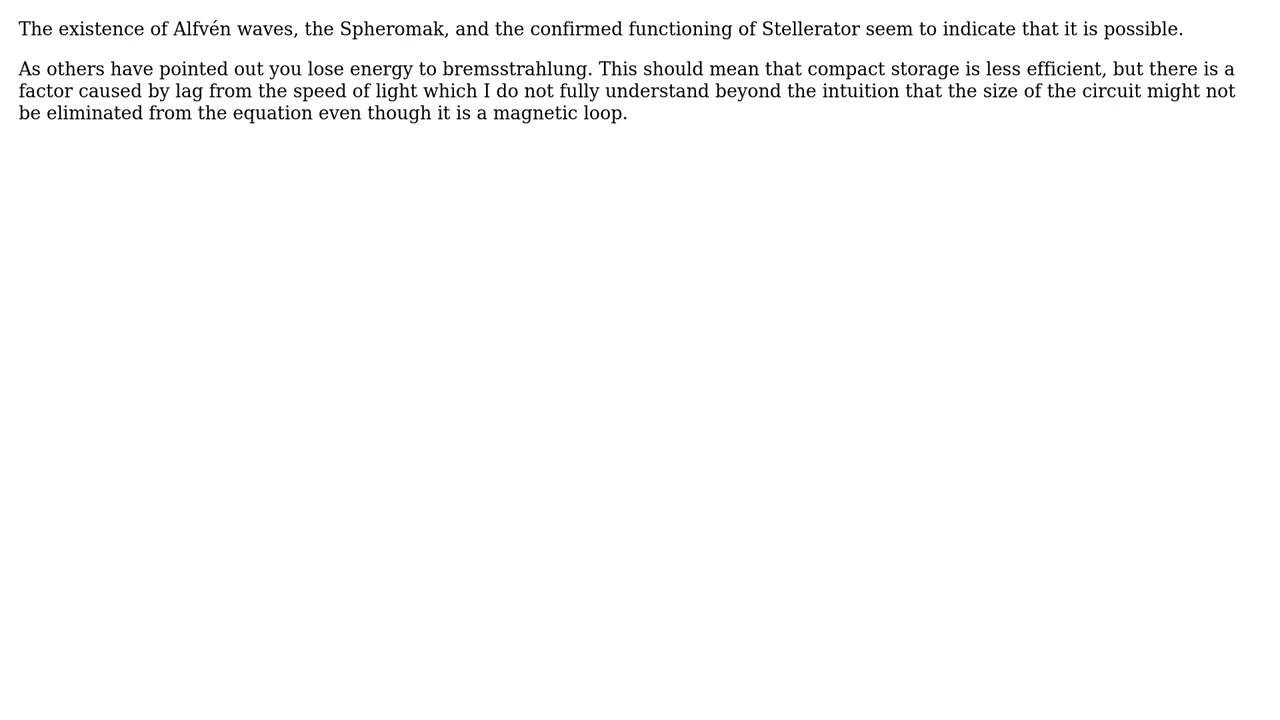 The existence of Alfvén waves, the Spheromak, and the confirmed functioning of Stellerator seem to indicate that it is possible.
As others have pointed out you lose energy to bremsstrahlung. This should mean that compact storage is less efficient, but there is a
factor caused by lag from the speed of light which I do not fully understand beyond the intuition that the size of the circuit might not
be eliminated from the equation even though it is a magnetic loop.